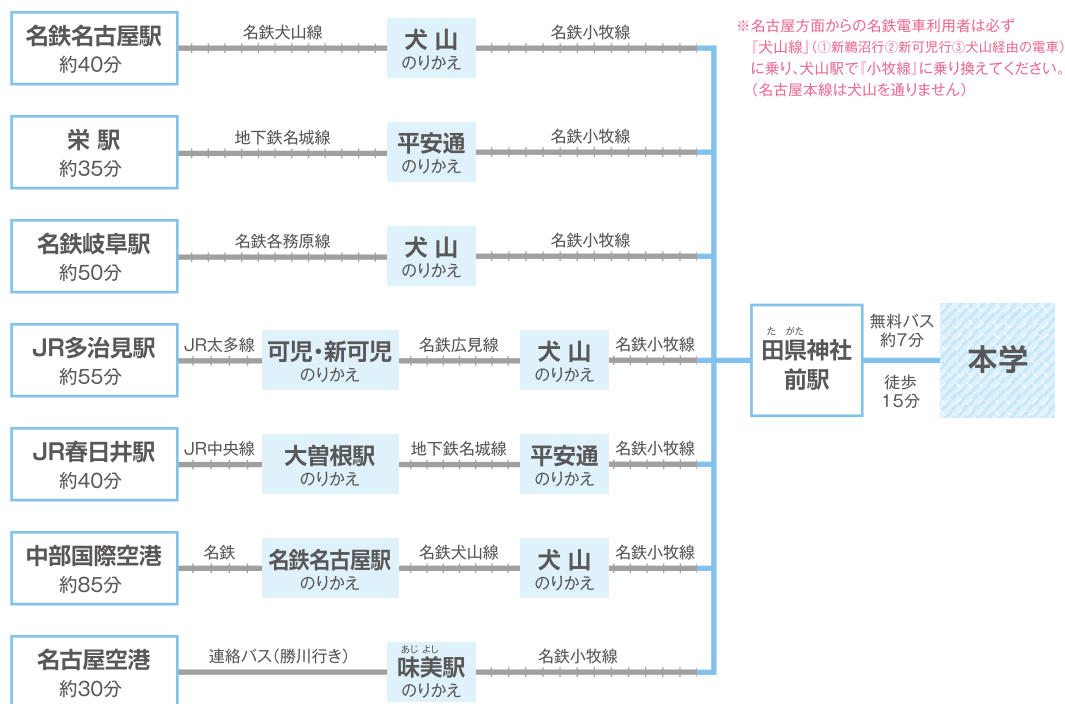 名鉄名古屋駅
約40分
名鉄犬山線
犬 山
のりかえ
名鉄小牧線
※名古屋方面からの名鉄電車利用者は必ず
『犬山線』(①新鵜沼行②新可児行③犬山経由の電車)
に乗り、犬山駅で『小牧線』に乗り換えてください。
(名古屋本線は犬山を通りません)
栄 駅
約35分
地下鉄名城線
平安通
のりかえ
名鉄小牧線
名鉄岐阜駅
約50分
名鉄各務原線
犬 山
のりかえ
名鉄小牧線
JR多治見駅
約55分
JR太多線
可児・新可児
のりかえ
名鉄広見線
犬 山
のりかえ
名鉄小牧線
JR春日井駅
約40分
JR中央線
大曽根駅
のりかえ
地下鉄名城線
平安通
のりかえ
名鉄小牧線
中部国際空港
約85分
名鉄
名鉄名古屋駅
のりかえ
名鉄犬山線
犬 山
のりかえ
名鉄小牧線
名古屋空港
約30分
連絡バス(勝川行き)
あじ よし
味美駅
のりかえ
名鉄小牧線
た がた
田県神社
前駅
無料バス
約7分
徒歩
15分
本学